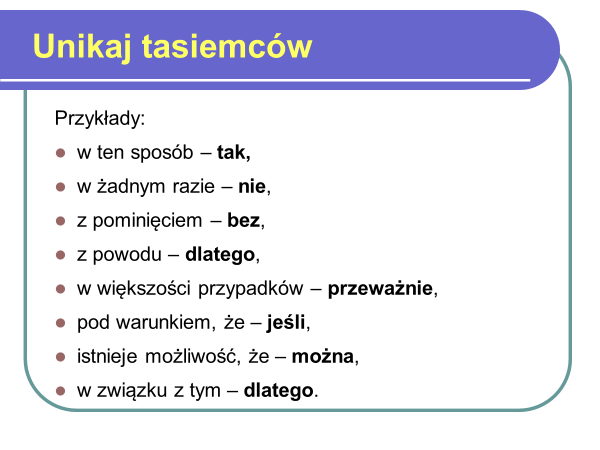 Unikaj tasiemców
Przykłady:
w ten sposób – tak,
w żadnym razie – nie,
z pominięciem – bez,
z powodu – dlatego,
w większości przypadków – przeważnie,
pod warunkiem, że – jeśli,
istnieje możliwość, że – można,
w związku z tym – dlatego.